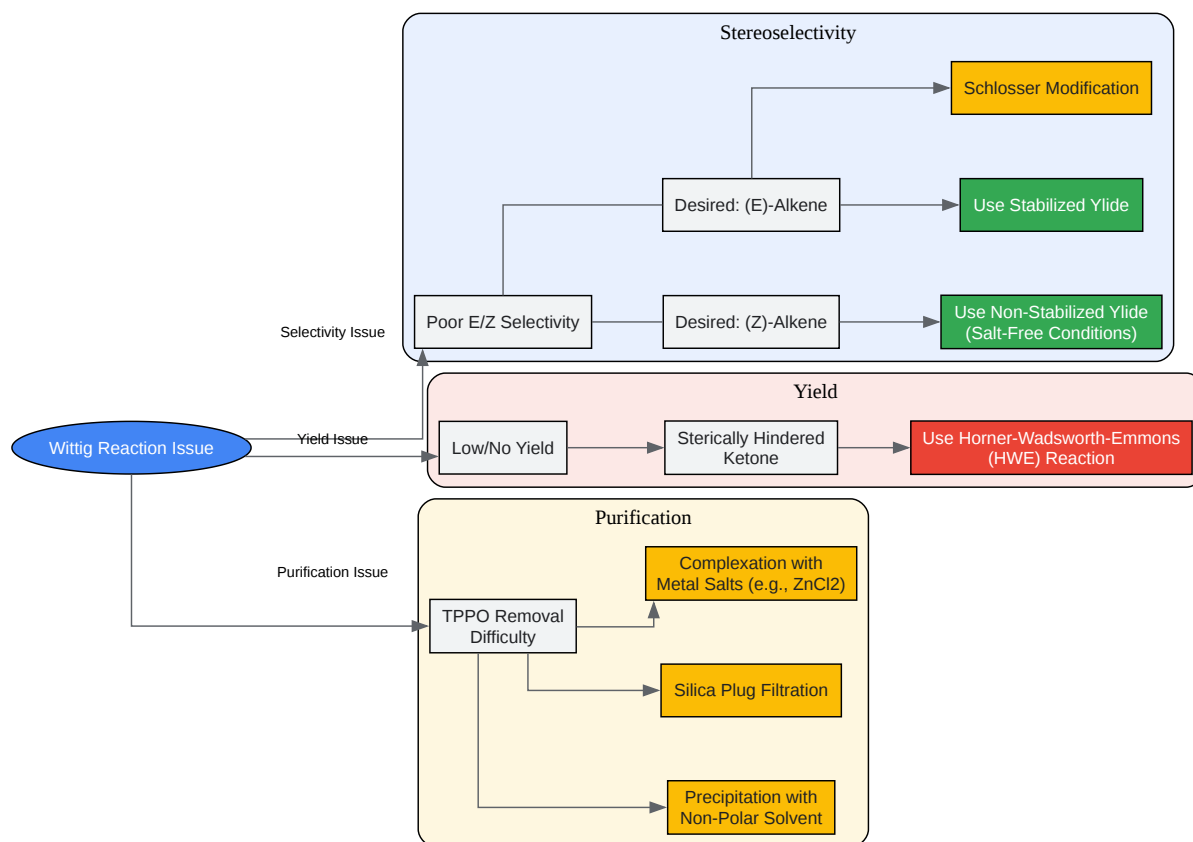 Stereoselectivity
Schlosser Modification
Desired: (E)-Alkene
Use Stabilized Ylide
Poor E/Z Selectivity
Desired: (Z)-Alkene
Use Non-Stabilized Ylide
(Salt-Free Conditions)
Selectivity Issue
Yield
Wittig Reaction Issue
Yield Issue
Low/No Yield
Sterically Hindered
Ketone
Use Horner-Wadsworth-Emmons
(HWE) Reaction
Purification
Purification Issue
Complexation with
Metal Salts (e.g., ZnCl2)
TPPO Removal
Difficulty
Silica Plug Filtration
Precipitation with
Non-Polar Solvent